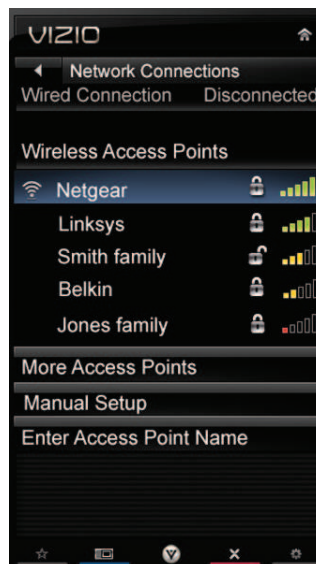 VIZIO
Network Connections
Wired Connection Disconnected
Wireless Access Points
Netgear
Linksys
Smith family
Belkin
Jones family
More Access Points
Manual Setup
Enter Access Point Name
V